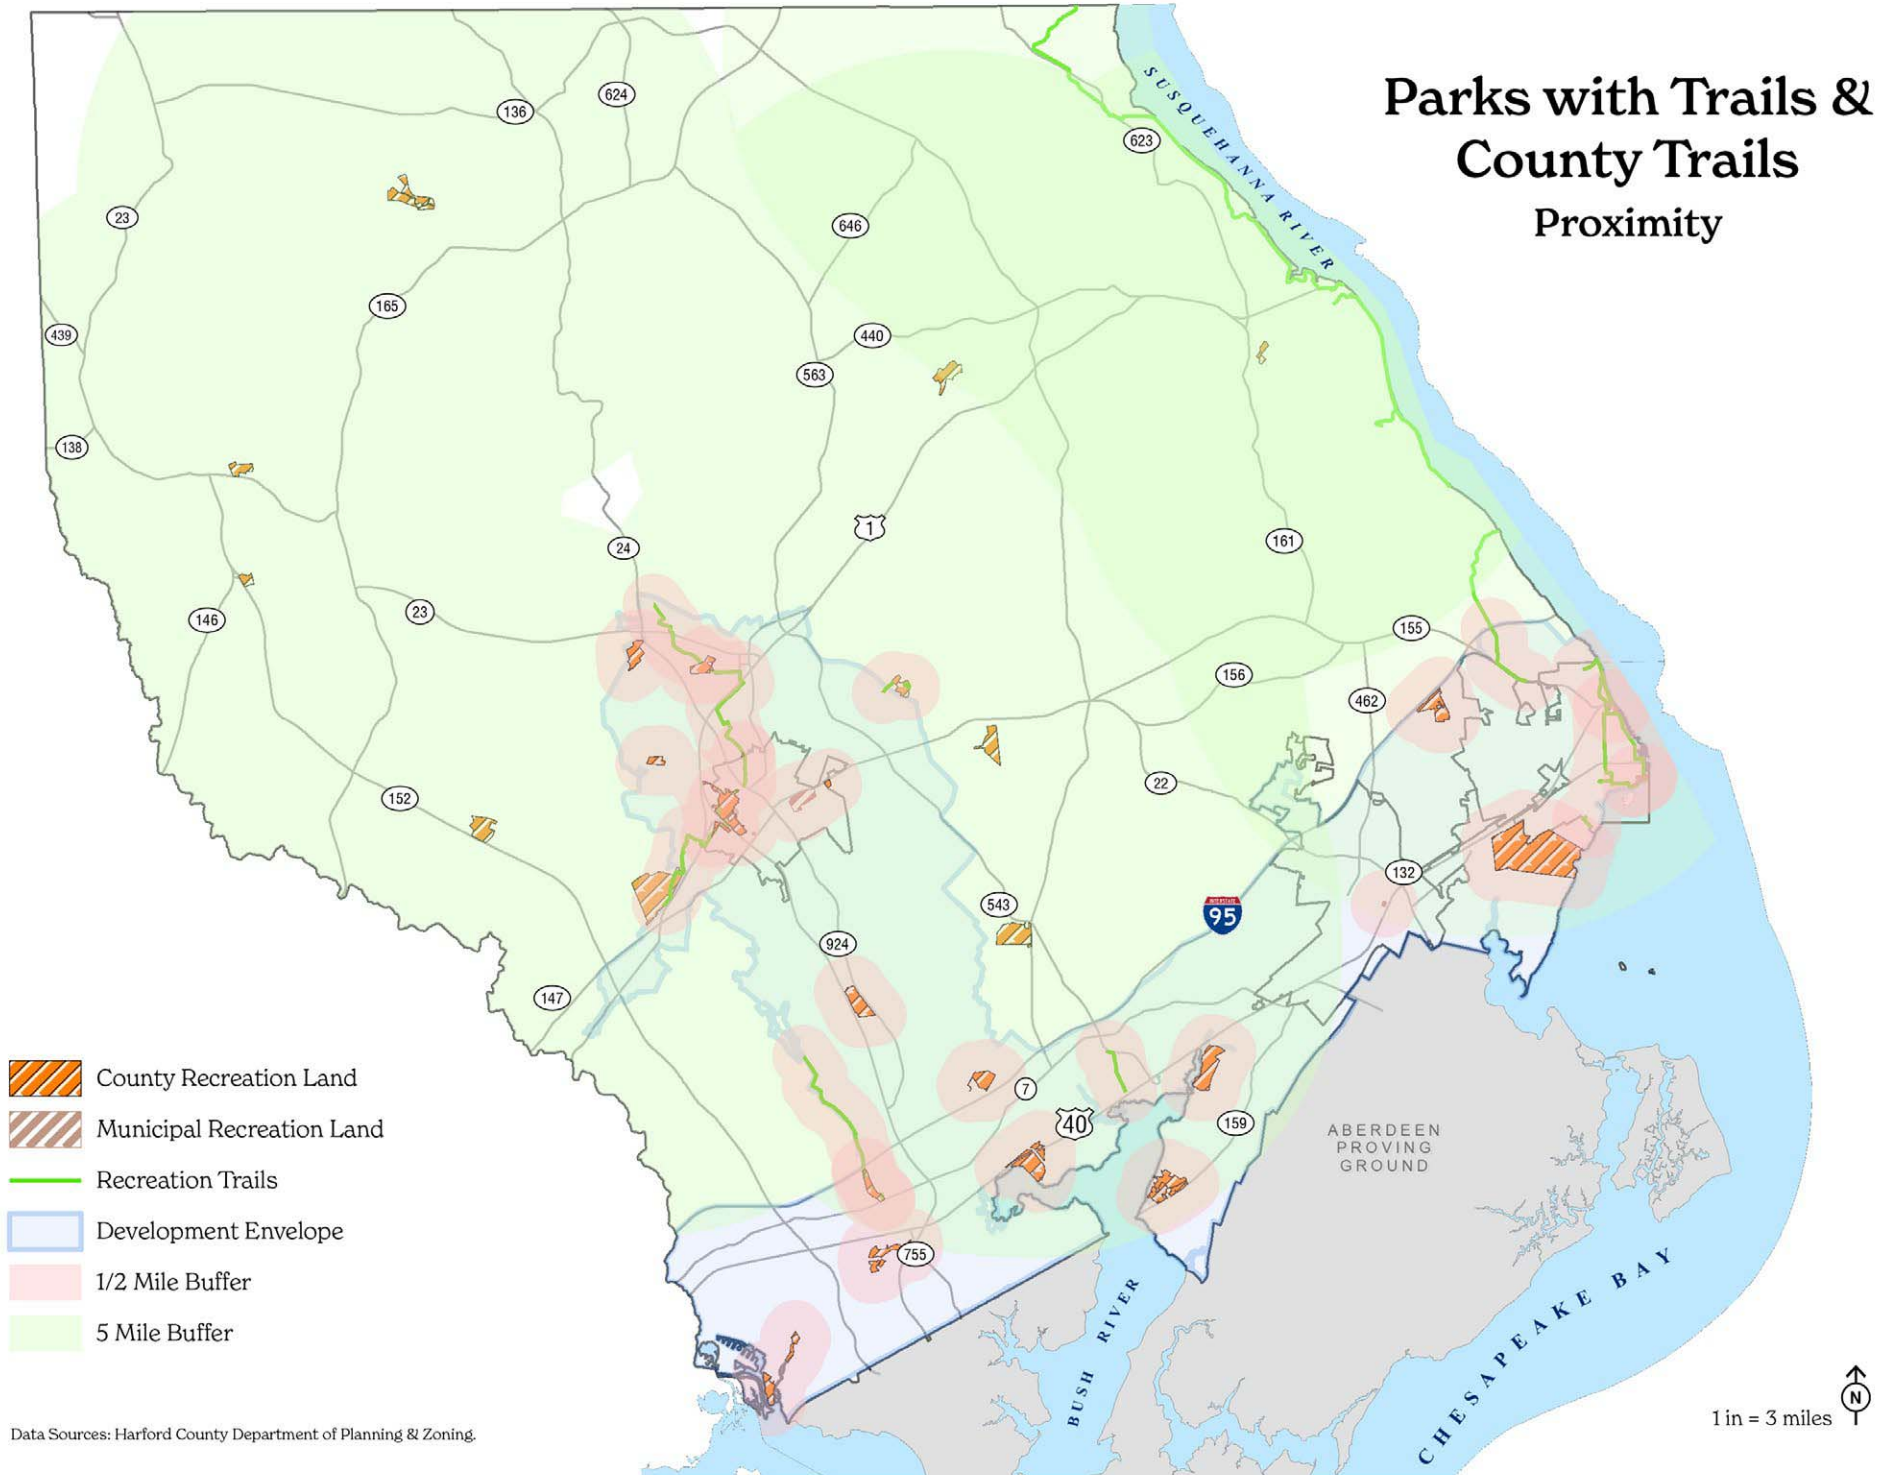 Parks with Trails &
County Trails
Proximity
SUSQUEHANNA RIVER
136
624
623
23
646
165
439
440
563
138
1
24
161
146
23
155
156
462
152
22
132
543
INTERSTATE
95
924
147
7
40
159
ABERDEEN
PROVING
GROUND
755
BUSH RIVER
CHESAPEAKE BAY
County Recreation Land
Municipal Recreation Land
Recreation Trails
Development Envelope
1/2 Mile Buffer
5 Mile Buffer
Data Sources: Harford County Department of Planning & Zoning.
1 in = 3 miles
N